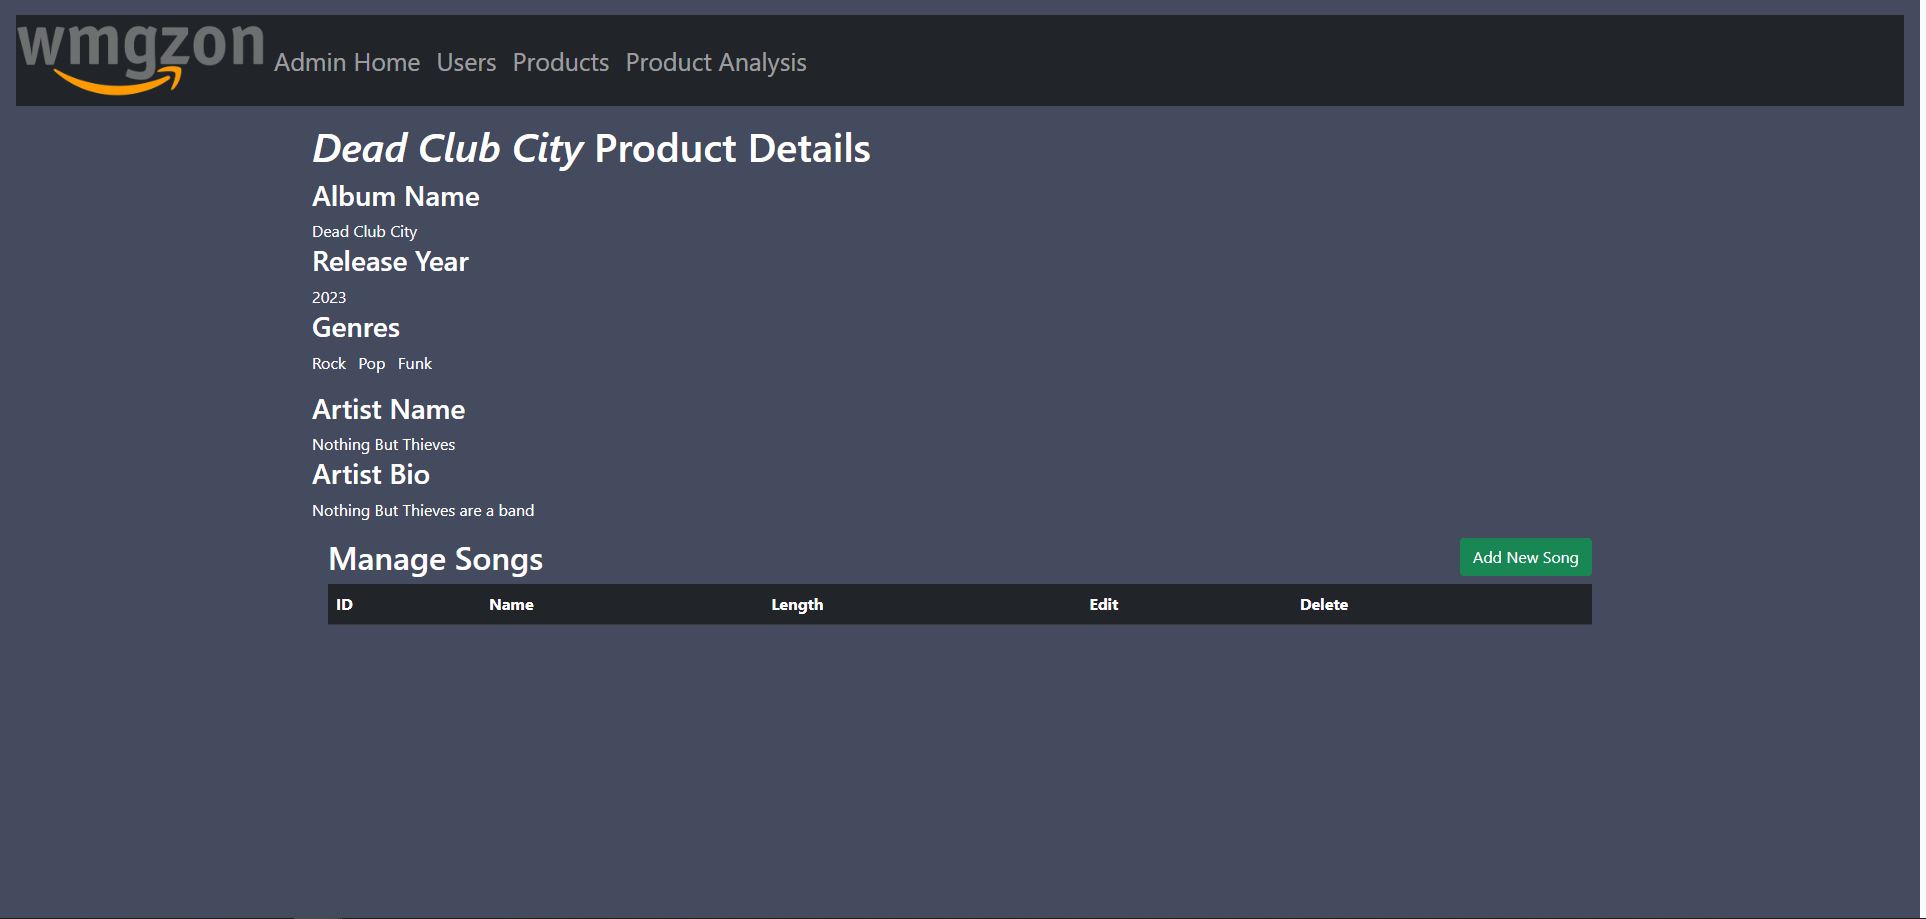 wmgzon Admin Home Users Products Product Analysis
Dead Club City Product Details
Album Name
Dead Club City
Release Year
2023
Genres
Rock Pop Funk
Artist Name
Nothing But Thieves
Artist Bio
Nothing But Thieves are a band
Manage Songs Add New Song
ID Name Length Edit Delete